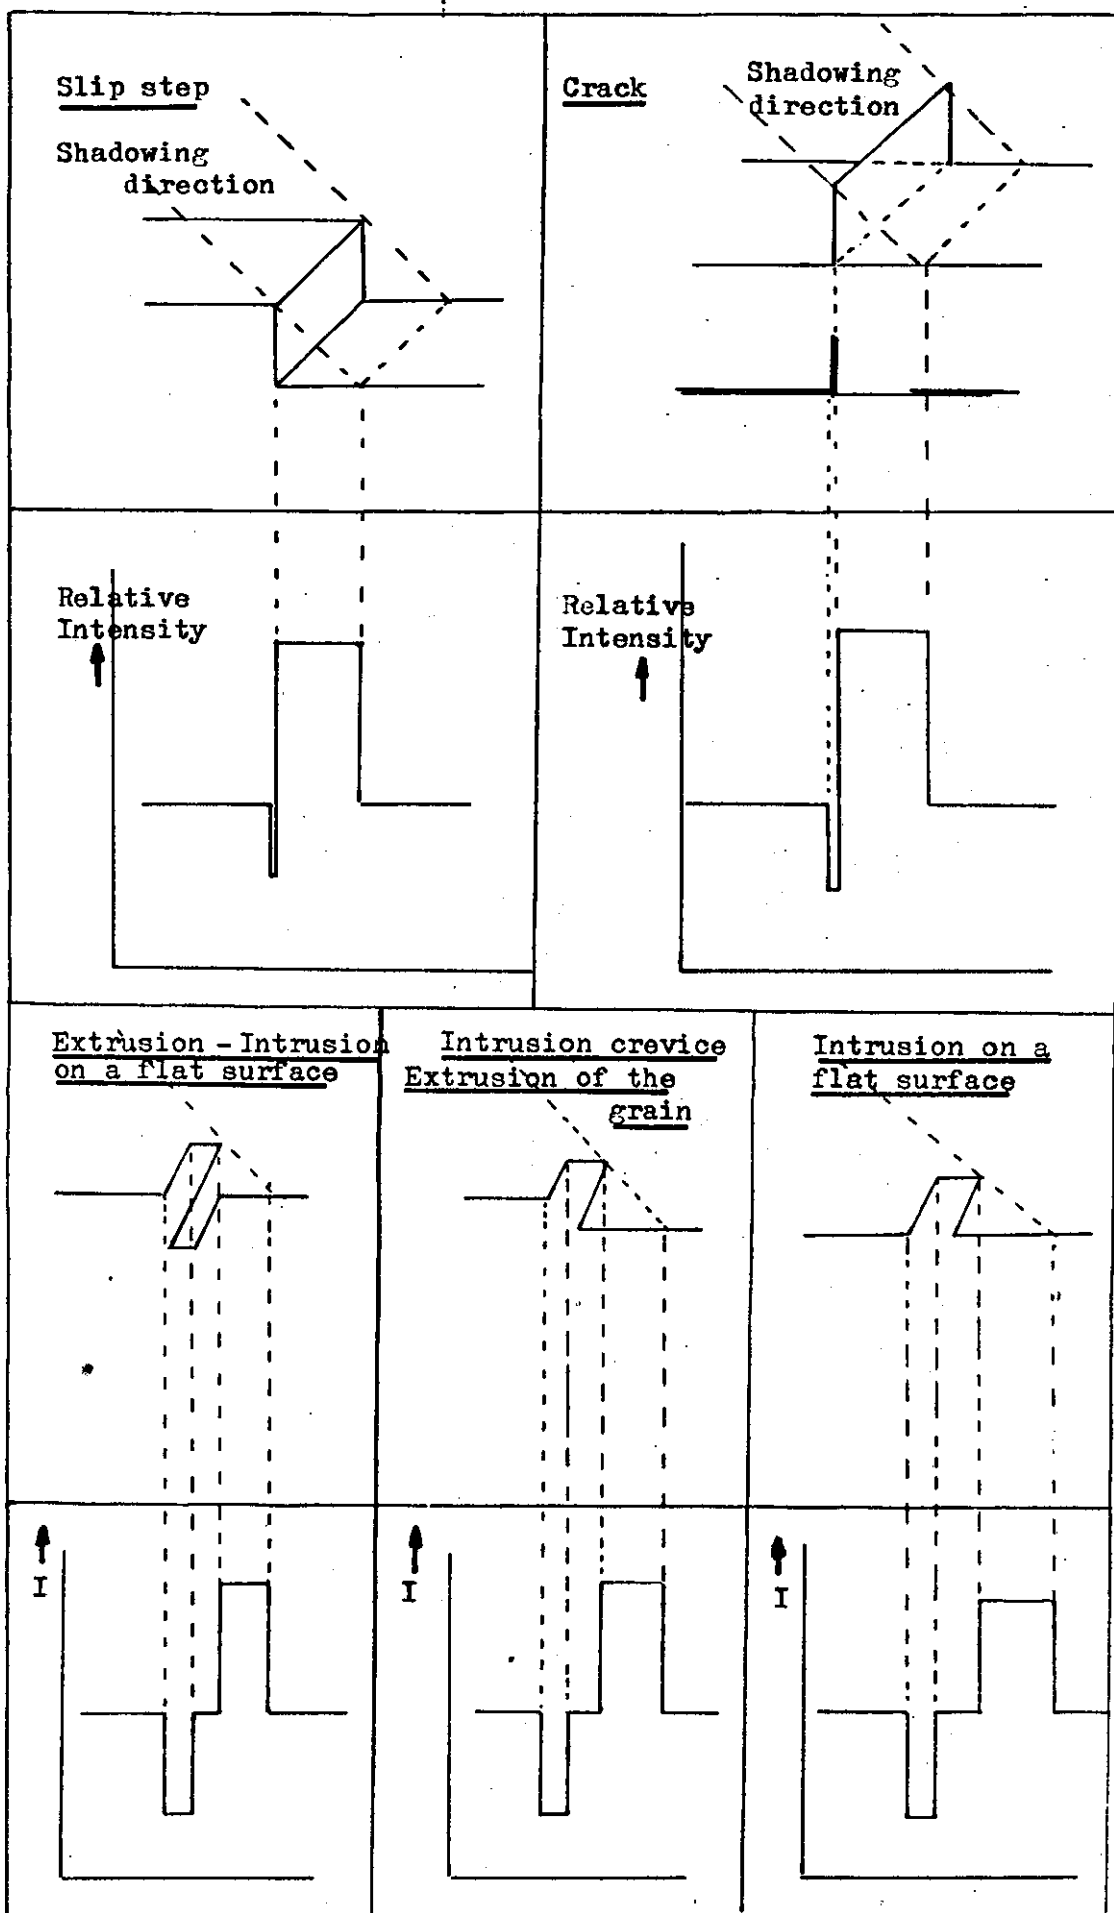 Slip step
Shadowing
direction
Crack
Shadowing
direction
Relative
Intensity
Relative
Intensity
Extrusion - Intrusion
on a flat surface
Intrusion crevice
Extrusion of the
grain
Intrusion on a
flat surface
I
I
I